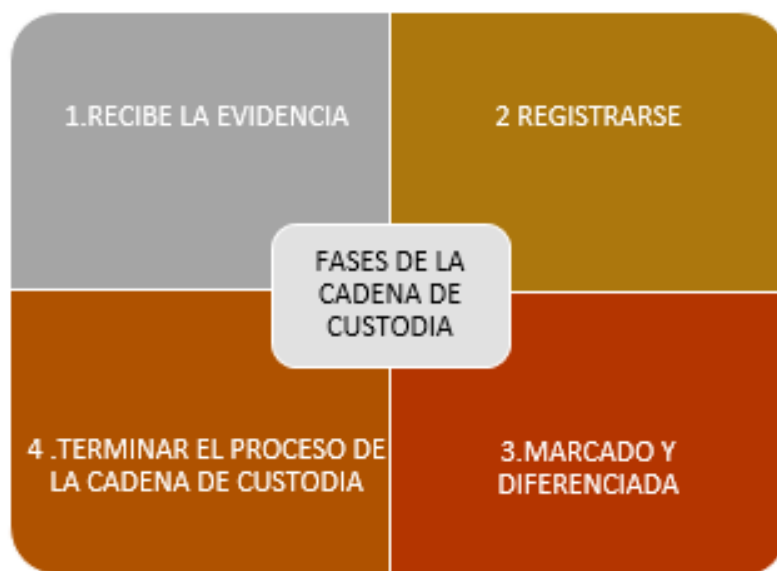 1.RECIBE LA EVIDENCIA
2 REGISTRARSE
FASES DE LA
CADENA DE
CUSTODIA
4 .TERMINAR EL PROCESO DE
LA CADENA DE CUSTODIA
3.MARCADO Y
DIFERENCIADA